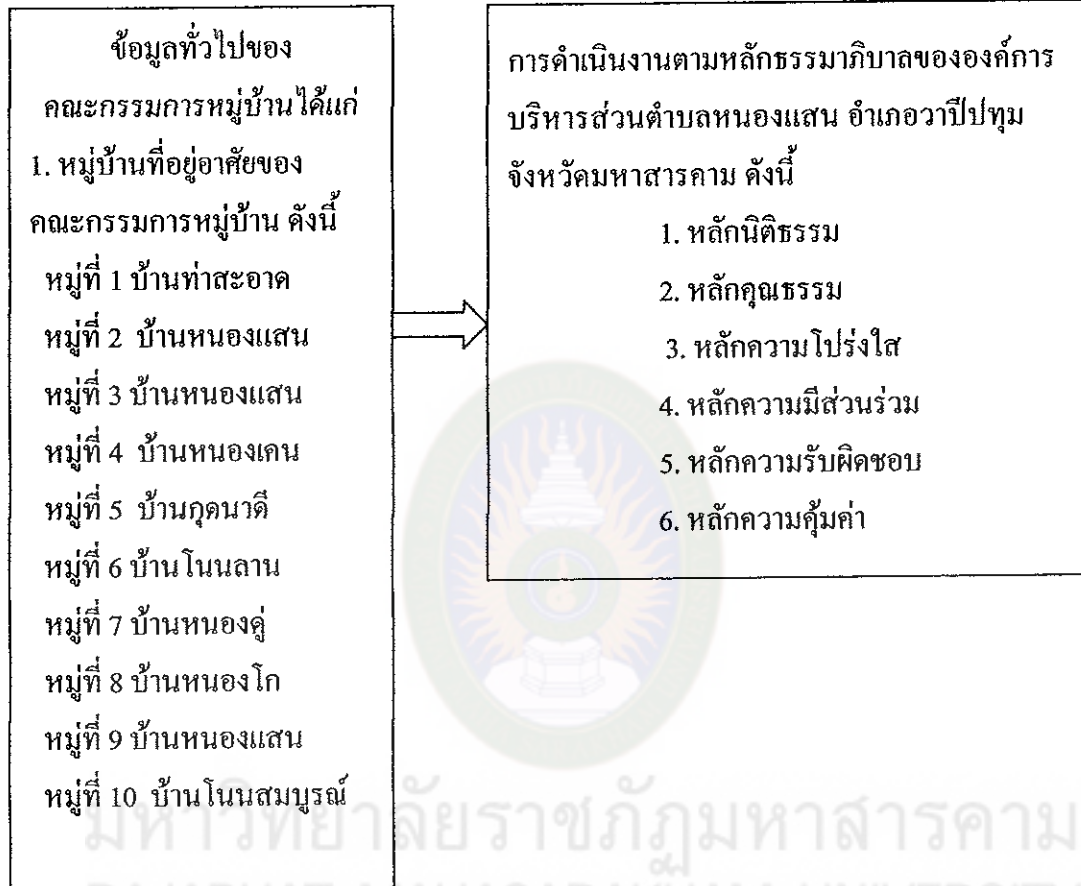 ข้อมูลทั่วไปของ
คณะกรรมการหมู่บ้านได้แก่
1. หมู่บ้านที่อยู่อาศัยของ
คณะกรรมการหมู่บ้าน ดังนี้
หมู่ที่ 1 บ้านท่าสะอาด
หมู่ที่ 2 บ้านหนองแสน
หมู่ที่ 3 บ้านหนองแสน
หมู่ที่ 4 บ้านหนองเคน
หมู่ที่ 5 บ้านกุดนาดี
หมู่ที่ 6 บ้านโนนลาน
หมู่ที่ 7 บ้านหนองคู่
หมู่ที่ 8 บ้านหนองโก
หมู่ที่ 9 บ้านหนองแสน
หมู่ที่ 10 บ้านโนนสมบูรณ์
การดำเนินงานตามหลักธรรมาภิบาลขององค์การ
บริหารส่วนตำบลหนองแสน อำเภอวาปีปทุม
จังหวัดมหาสารคาม ดังนี้
1. หลักนิติธรรม
2. หลักคุณธรรม
3. หลักความโปร่งใส
4. หลักความมีส่วนร่วม
5. หลักความรับผิดชอบ
6. หลักความคุ้มค่า
มหาวิทยาลัยราชภัฏมหาสารคาม